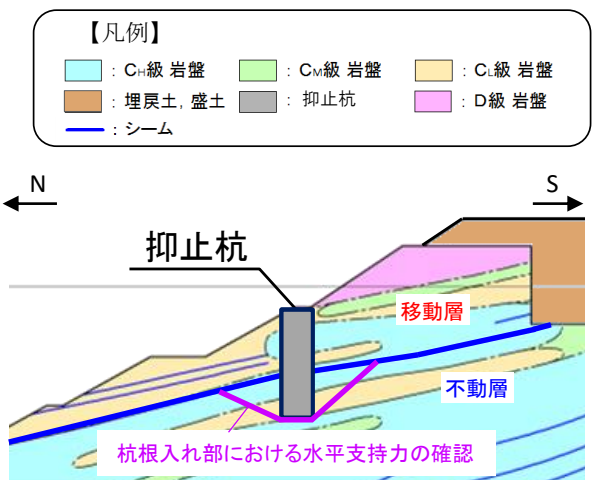 【凡例】
：CH級 岩盤 ：CM級 岩盤 ：CL級 岩盤
：埋戻土，盛土 ：抑止杭 ：D級 岩盤
：シーム
N S
抑止杭
移動層
不動層
杭根入れ部における水平支持力の確認